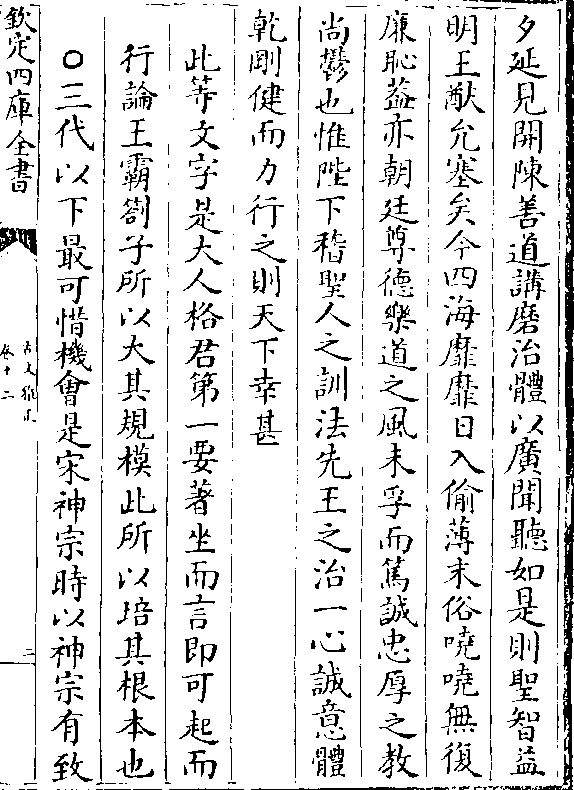 夕延見開陳善道講磨治體以廣聞聽如是則聖智益
明王猷允塞矣今四海靡靡日入偷薄末俗嘵嘵無復
廉恥葢亦朝廷尊德樂道之風未孚而篤誠忠厚之教
尚鬱也惟陛下稽聖人之訓法先王之治一心誠意體
乾剛健而力行之則天下幸甚
此等文字是大人格君第一要著坐而言即可起而
行論王霸劄子所以大其規模此所以培其根本也
○三代以下最可惜機會是宋神宗時以神宗有致
欽定四庫全書
古文雅正
卷十二
二